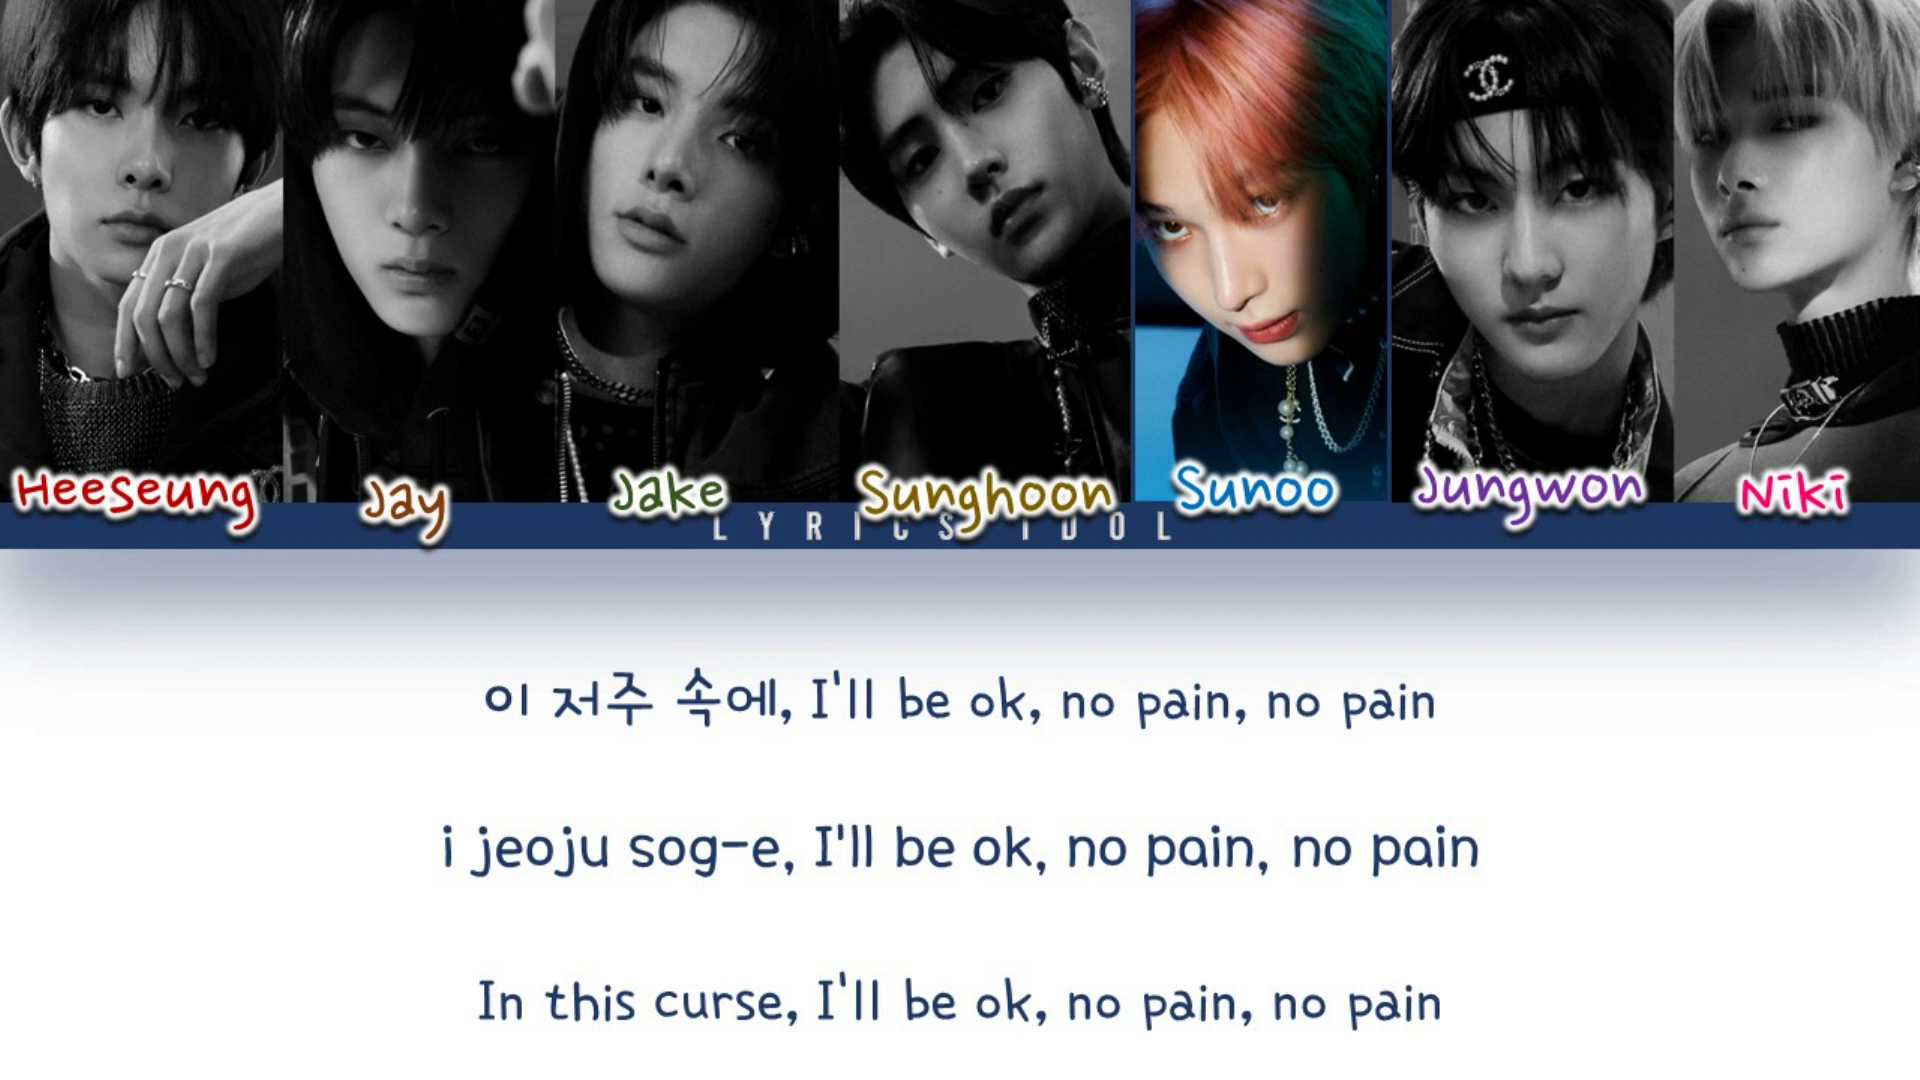 Heeseung Jay Jake Sunghoon Sunoo Jungwon Niki
LYRICS IDOL
이 저주 속에, I'll be ok, no pain, no pain
i jeoju sog-e, I'll be ok, no pain, no pain
In this curse, I'll be ok, no pain, no pain